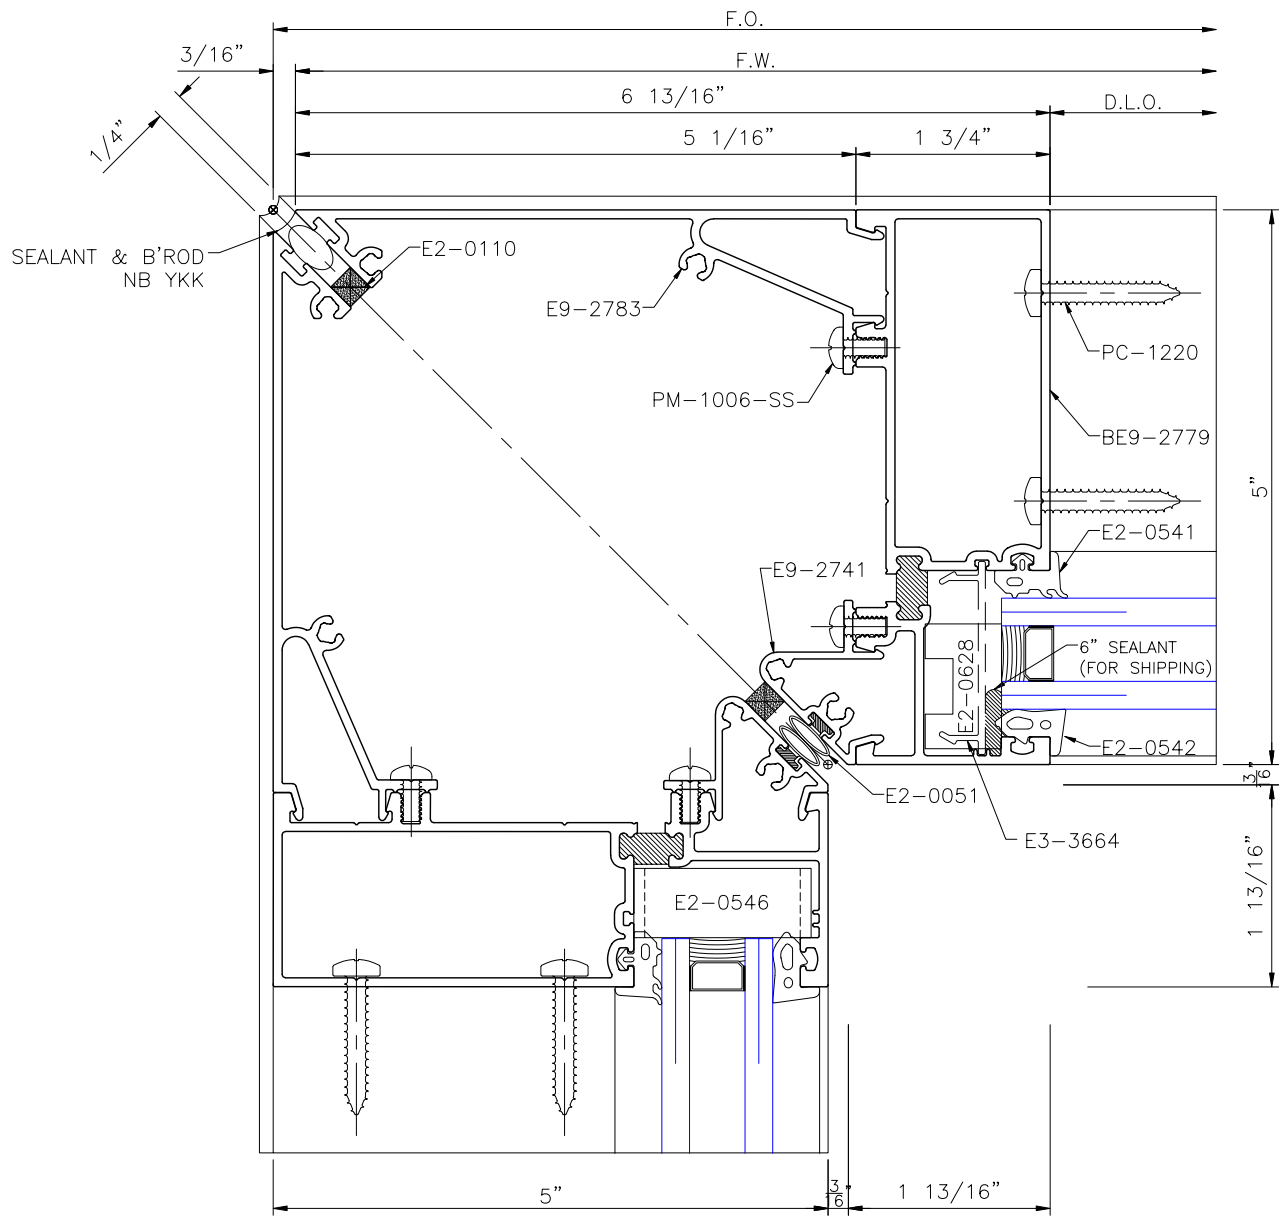 F.O.
3/16"
F.W.
6 13/16"
D.L.O.
1/4"
5 1/16"
1 3/4"
SEALANT & B'ROD
NB YKK
E2-0110
E9-2783
PC-1220
PM-1006-SS
BE9-2779
5"
E2-0541
E9-2741
E2-0628
6" SEALANT
(FOR SHIPPING)
E2-0542
3/6"
E2-0051
E3-3664
1 13/16"
E2-0546
5"
3/6"
1 13/16"